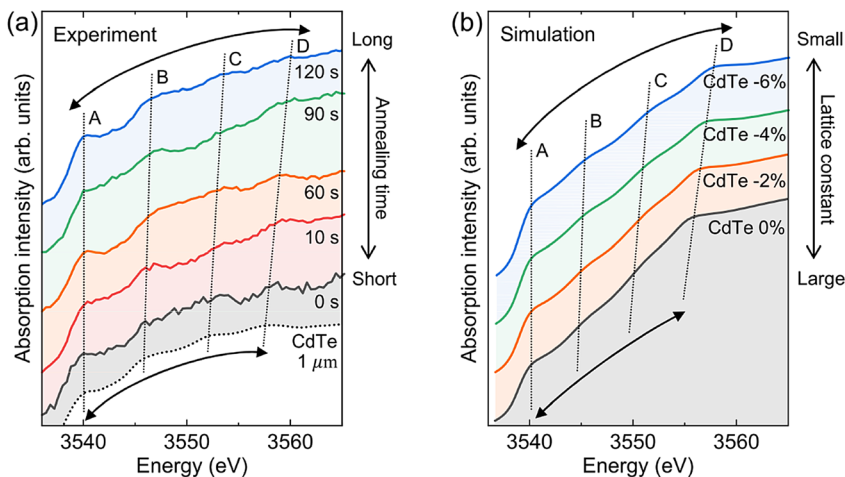 (a) Experiment
Long
Short
Annealing time
A
B
C
D
120 s
90 s
60 s
10 s
0 s
CdTe
1 μm
Absorption intensity (arb. units)
3540 3550 3560
Energy (eV)
(b) Simulation
Small
Large
Lattice constant
A
B
C
D
CdTe -6%
CdTe -4%
CdTe -2%
CdTe 0%
Absorption intensity (arb. units)
3540 3550 3560
Energy (eV)